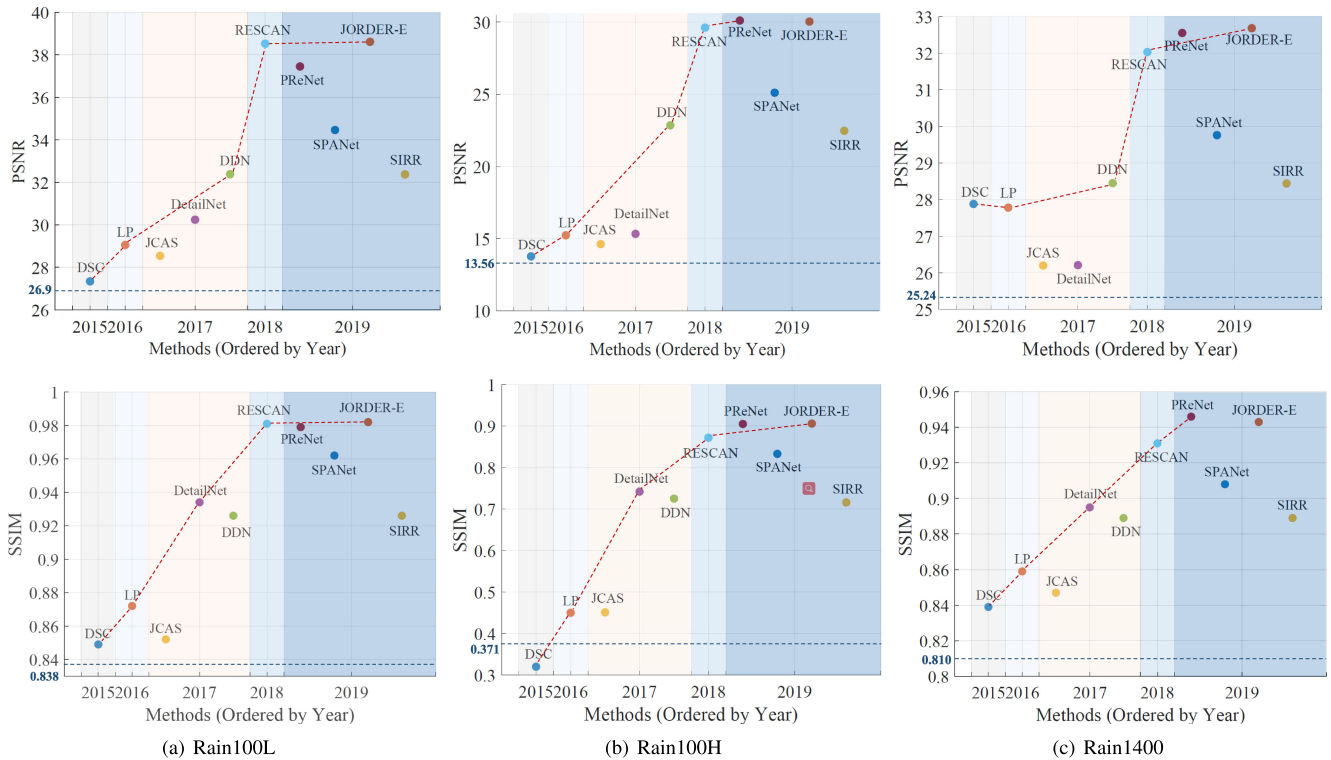 40
38
36
34
32
30
28
26.9
26
PSNR
DSC
LP
JCAS
DetailNet
DDN
RESCAN
PReNet
SPANet
JORDER-E
SIRR
2015 2016 2017 2018 2019
Methods (Ordered by Year)
30
25
20
15
13.56
10
PSNR
DSC
LP
JCAS
DetailNet
DDN
RESCAN
PReNet
SPANet
JORDER-E
SIRR
2015 2016 2017 2018 2019
Methods (Ordered by Year)
33
32
31
30
29
28
27
26
25.24
25
PSNR
DSC
LP
JCAS
DetailNet
DDN
RESCAN
PReNet
SPANet
JORDER-E
SIRR
2015 2016 2017 2018 2019
Methods (Ordered by Year)
1
0.98
0.96
0.94
0.92
0.9
0.88
0.86
0.84
0.838
SSIM
DSC
LP
JCAS
DetailNet
DDN
RESCAN
PReNet
SPANet
JORDER-E
SIRR
2015 2016 2017 2018 2019
Methods (Ordered by Year)
(a) Rain100L
1
0.9
0.8
0.7
0.6
0.5
0.4
0.371
0.3
SSIM
DSC
LP
JCAS
DetailNet
DDN
RESCAN
PReNet
SPANet
JORDER-E
SIRR
2015 2016 2017 2018 2019
Methods (Ordered by Year)
(b) Rain100H
0.96
0.94
0.92
0.9
0.88
0.86
0.84
0.82
0.810
0.8
SSIM
DSC
LP
JCAS
DetailNet
DDN
RESCAN
PReNet
SPANet
JORDER-E
SIRR
2015 2016 2017 2018 2019
Methods (Ordered by Year)
(c) Rain1400